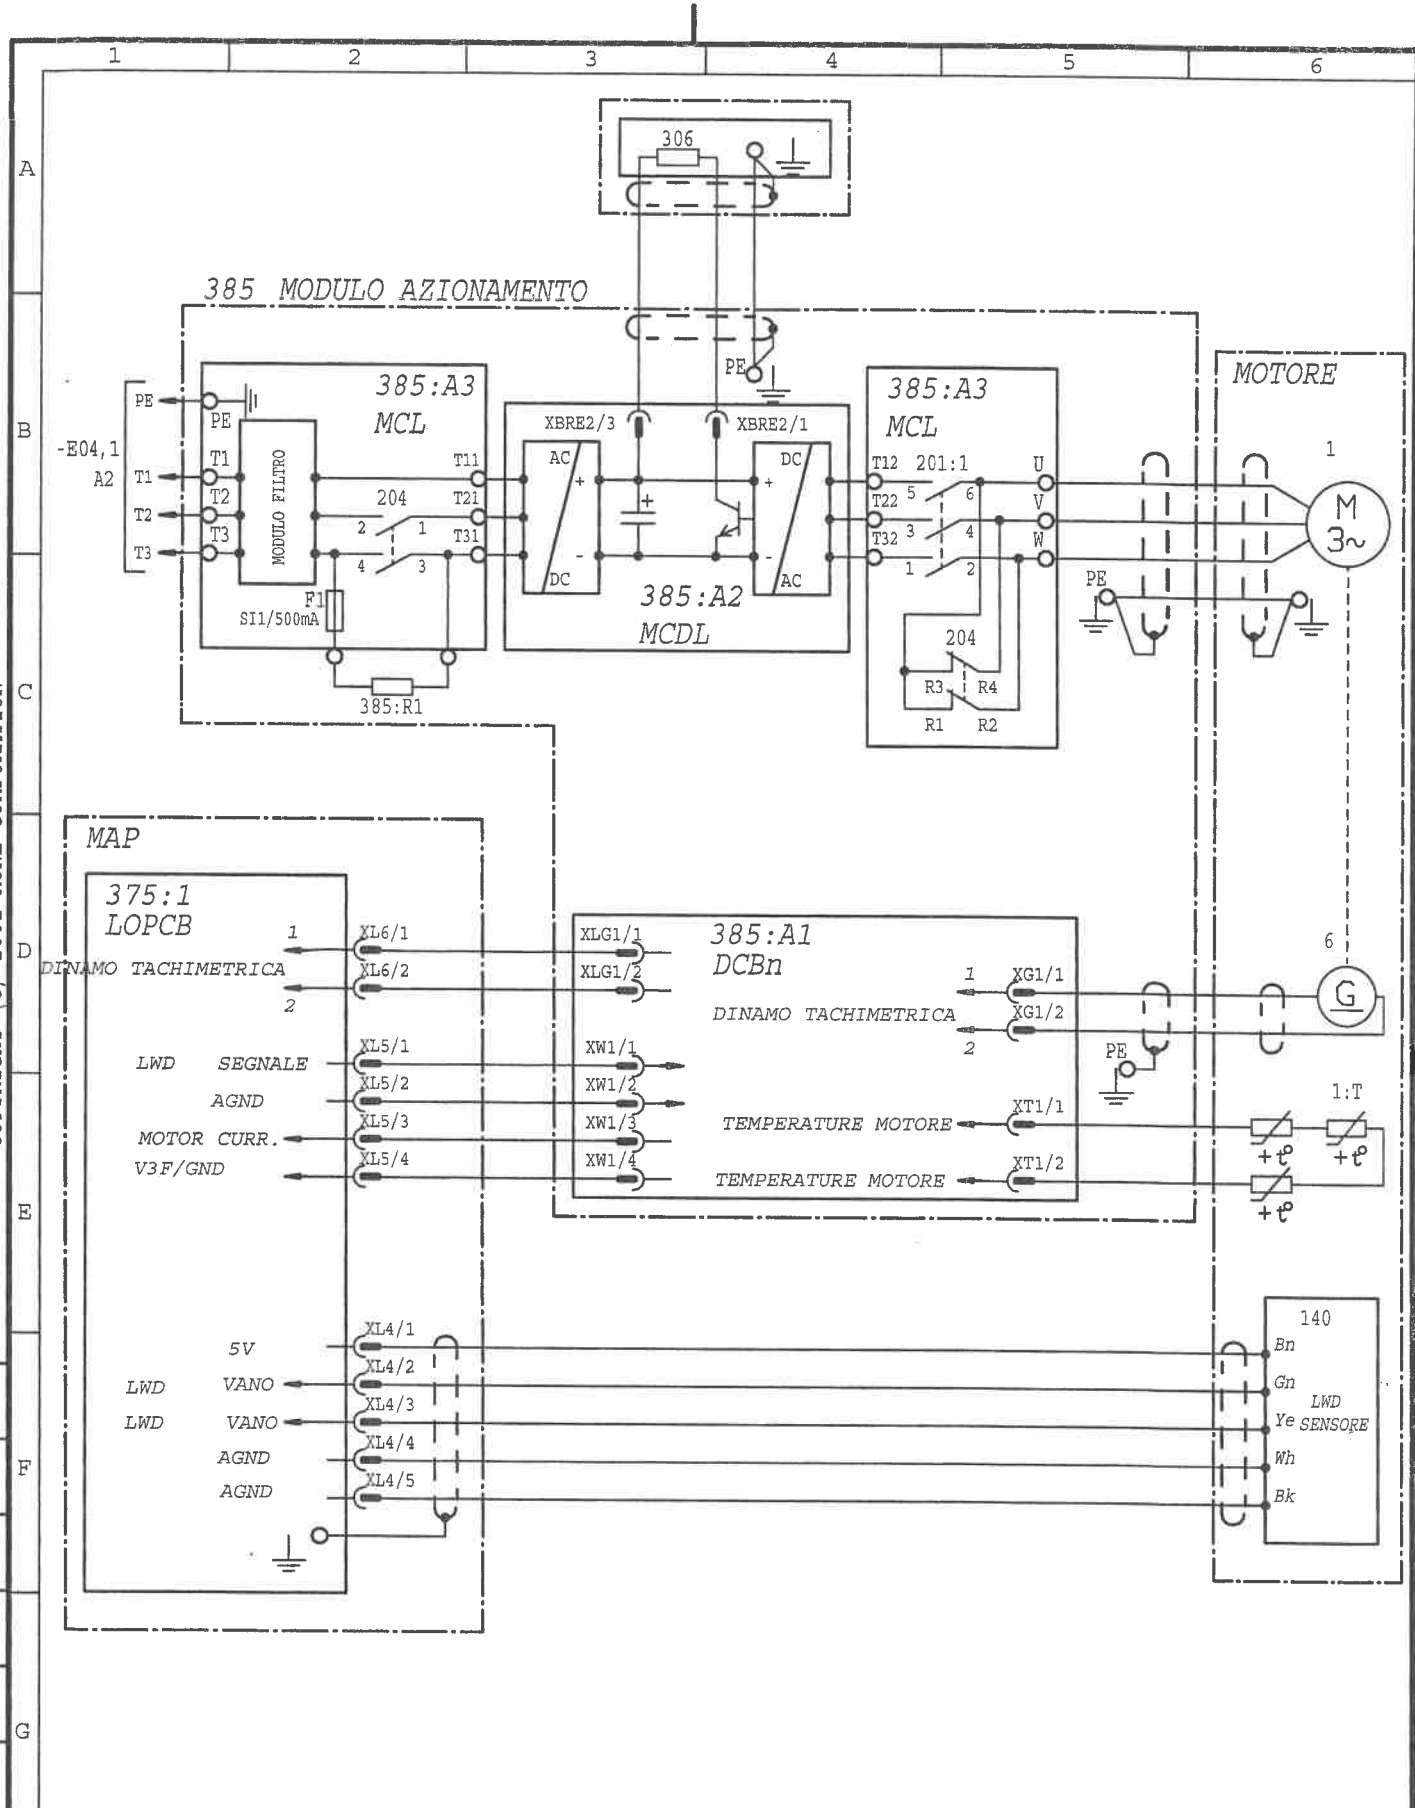 1 2 3 4 5 6
A
306
385 MODULO AZIONAMENTO
PE
B
-E04,1
A2
PE
T1
T2
T3
PE
T1
T2
T3
MODULO FILTRO
385:A3
MCL
204
2 1
4 3
T11
T21
T31
F1
SI1/500mA
385:R1
XBRE2/3
XBRE2/1
AC
DC
+
-
+
DC
AC
+
-
385:A2
MCDL
385:A3
MCL
T12
T22
T32
201:1
5 6
3 4
1 2
U
V
W
204
R3 R4
R1 R2
PE
MOTORE
1
M
3~
C
MAP
375:1
LOPCB
D
1
DINAMO TACHIMETRICA
2
XL6/1
XL6/2
LWD SEGNALE
AGND
MOTOR CURR.
V3F/GND
XL5/1
XL5/2
XL5/3
XL5/4
XLG1/1
XLG1/2
XW1/1
XW1/2
XW1/3
XW1/4
385:A1
DCBn
1
DINAMO TACHIMETRICA
2
XG1/1
XG1/2
TEMPERATURE MOTORE
XT1/1
TEMPERATURE MOTORE
XT1/2
PE
6
G
1:T
+t°
+t°
+t°
E
5V
LWD VANO
LWD VANO
AGND
AGND
XL4/1
XL4/2
XL4/3
XL4/4
XL4/5
140
Bn
Gn
Ye
Wh
Bk
LWD
SENSORE
F
G